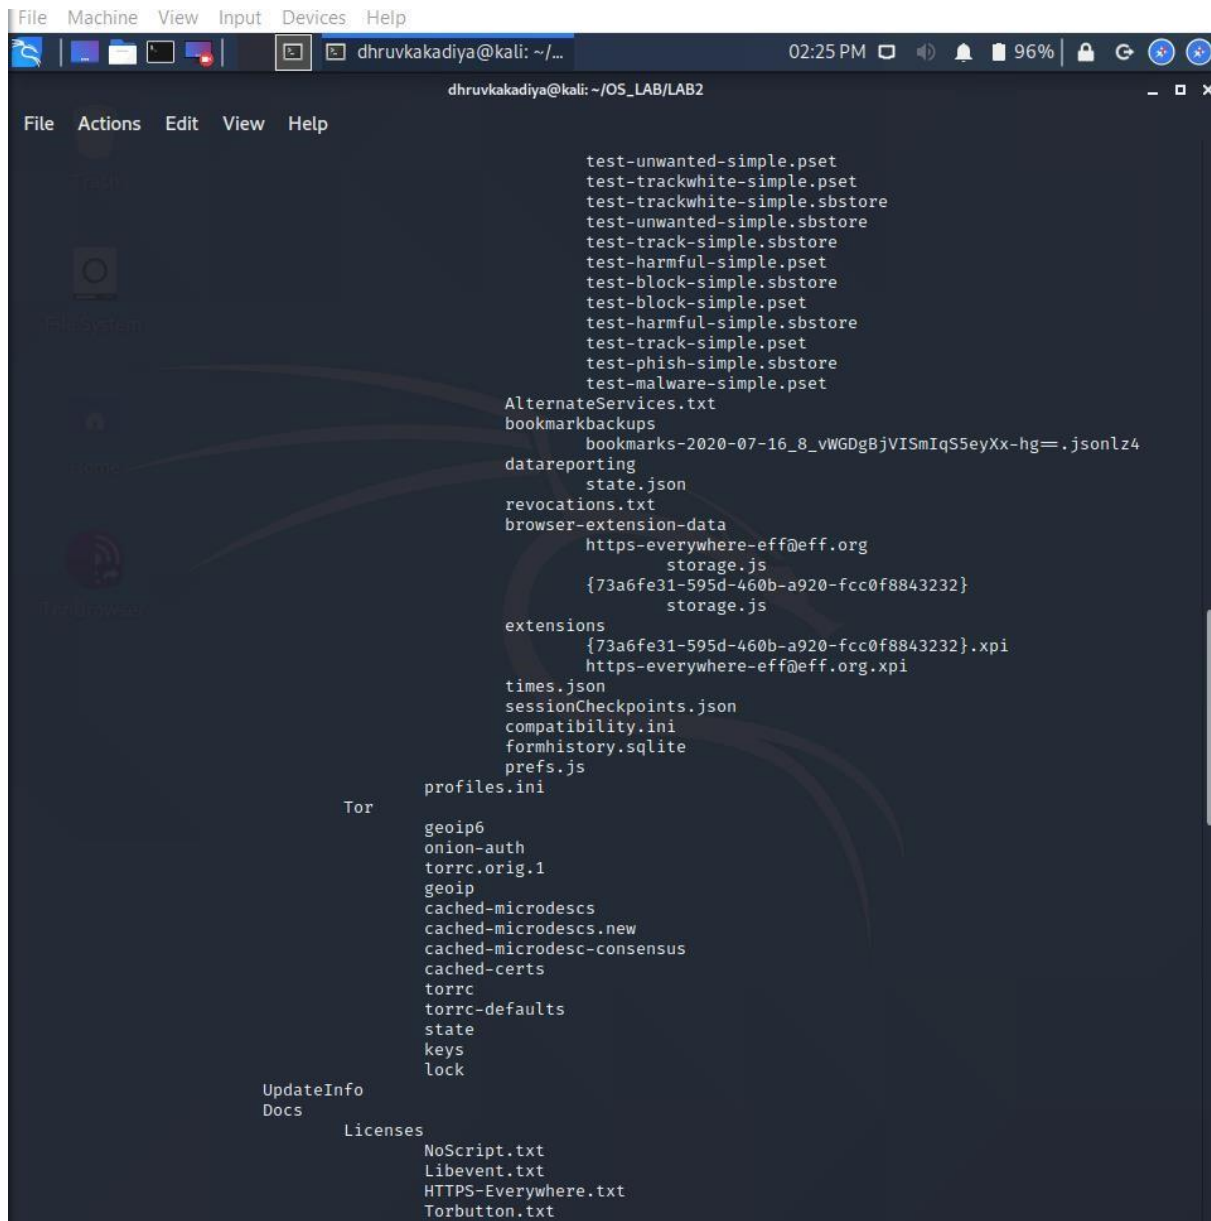 File Machine View Input Devices Help
dhruvkakadiya@kali: ~/... 02:25 PM 96%
dhruvkakadiya@kali: ~/OS_LAB/LAB2
File Actions Edit View Help
test-unwanted-simple.pset
test-trackwhite-simple.pset
test-trackwhite-simple.sbstore
test-unwanted-simple.sbstore
test-track-simple.sbstore
test-harmful-simple.pset
test-block-simple.sbstore
test-block-simple.pset
test-harmful-simple.sbstore
test-track-simple.pset
test-phish-simple.sbstore
test-malware-simple.pset
AlternateServices.txt
bookmarkbackups
bookmarks-2020-07-16_8_vWGDgBjVISmIqS5eyXx-hg==.jsonlz4
datareporting
state.json
revocations.txt
browser-extension-data
https-everywhere-eff@eff.org
storage.js
{73a6fe31-595d-460b-a920-fcc0f8843232}
storage.js
extensions
{73a6fe31-595d-460b-a920-fcc0f8843232}.xpi
https-everywhere-eff@eff.org.xpi
times.json
sessionCheckpoints.json
compatibility.ini
formhistory.sqlite
prefs.js
profiles.ini
Tor
geoip6
onion-auth
torrc.orig.1
geoip
cached-microdescs
cached-microdescs.new
cached-microdesc-consensus
cached-certs
torrc
torrc-defaults
state
keys
lock
UpdateInfo
Docs
Licenses
NoScript.txt
Libevent.txt
HTTPS-Everywhere.txt
Torbutton.txt